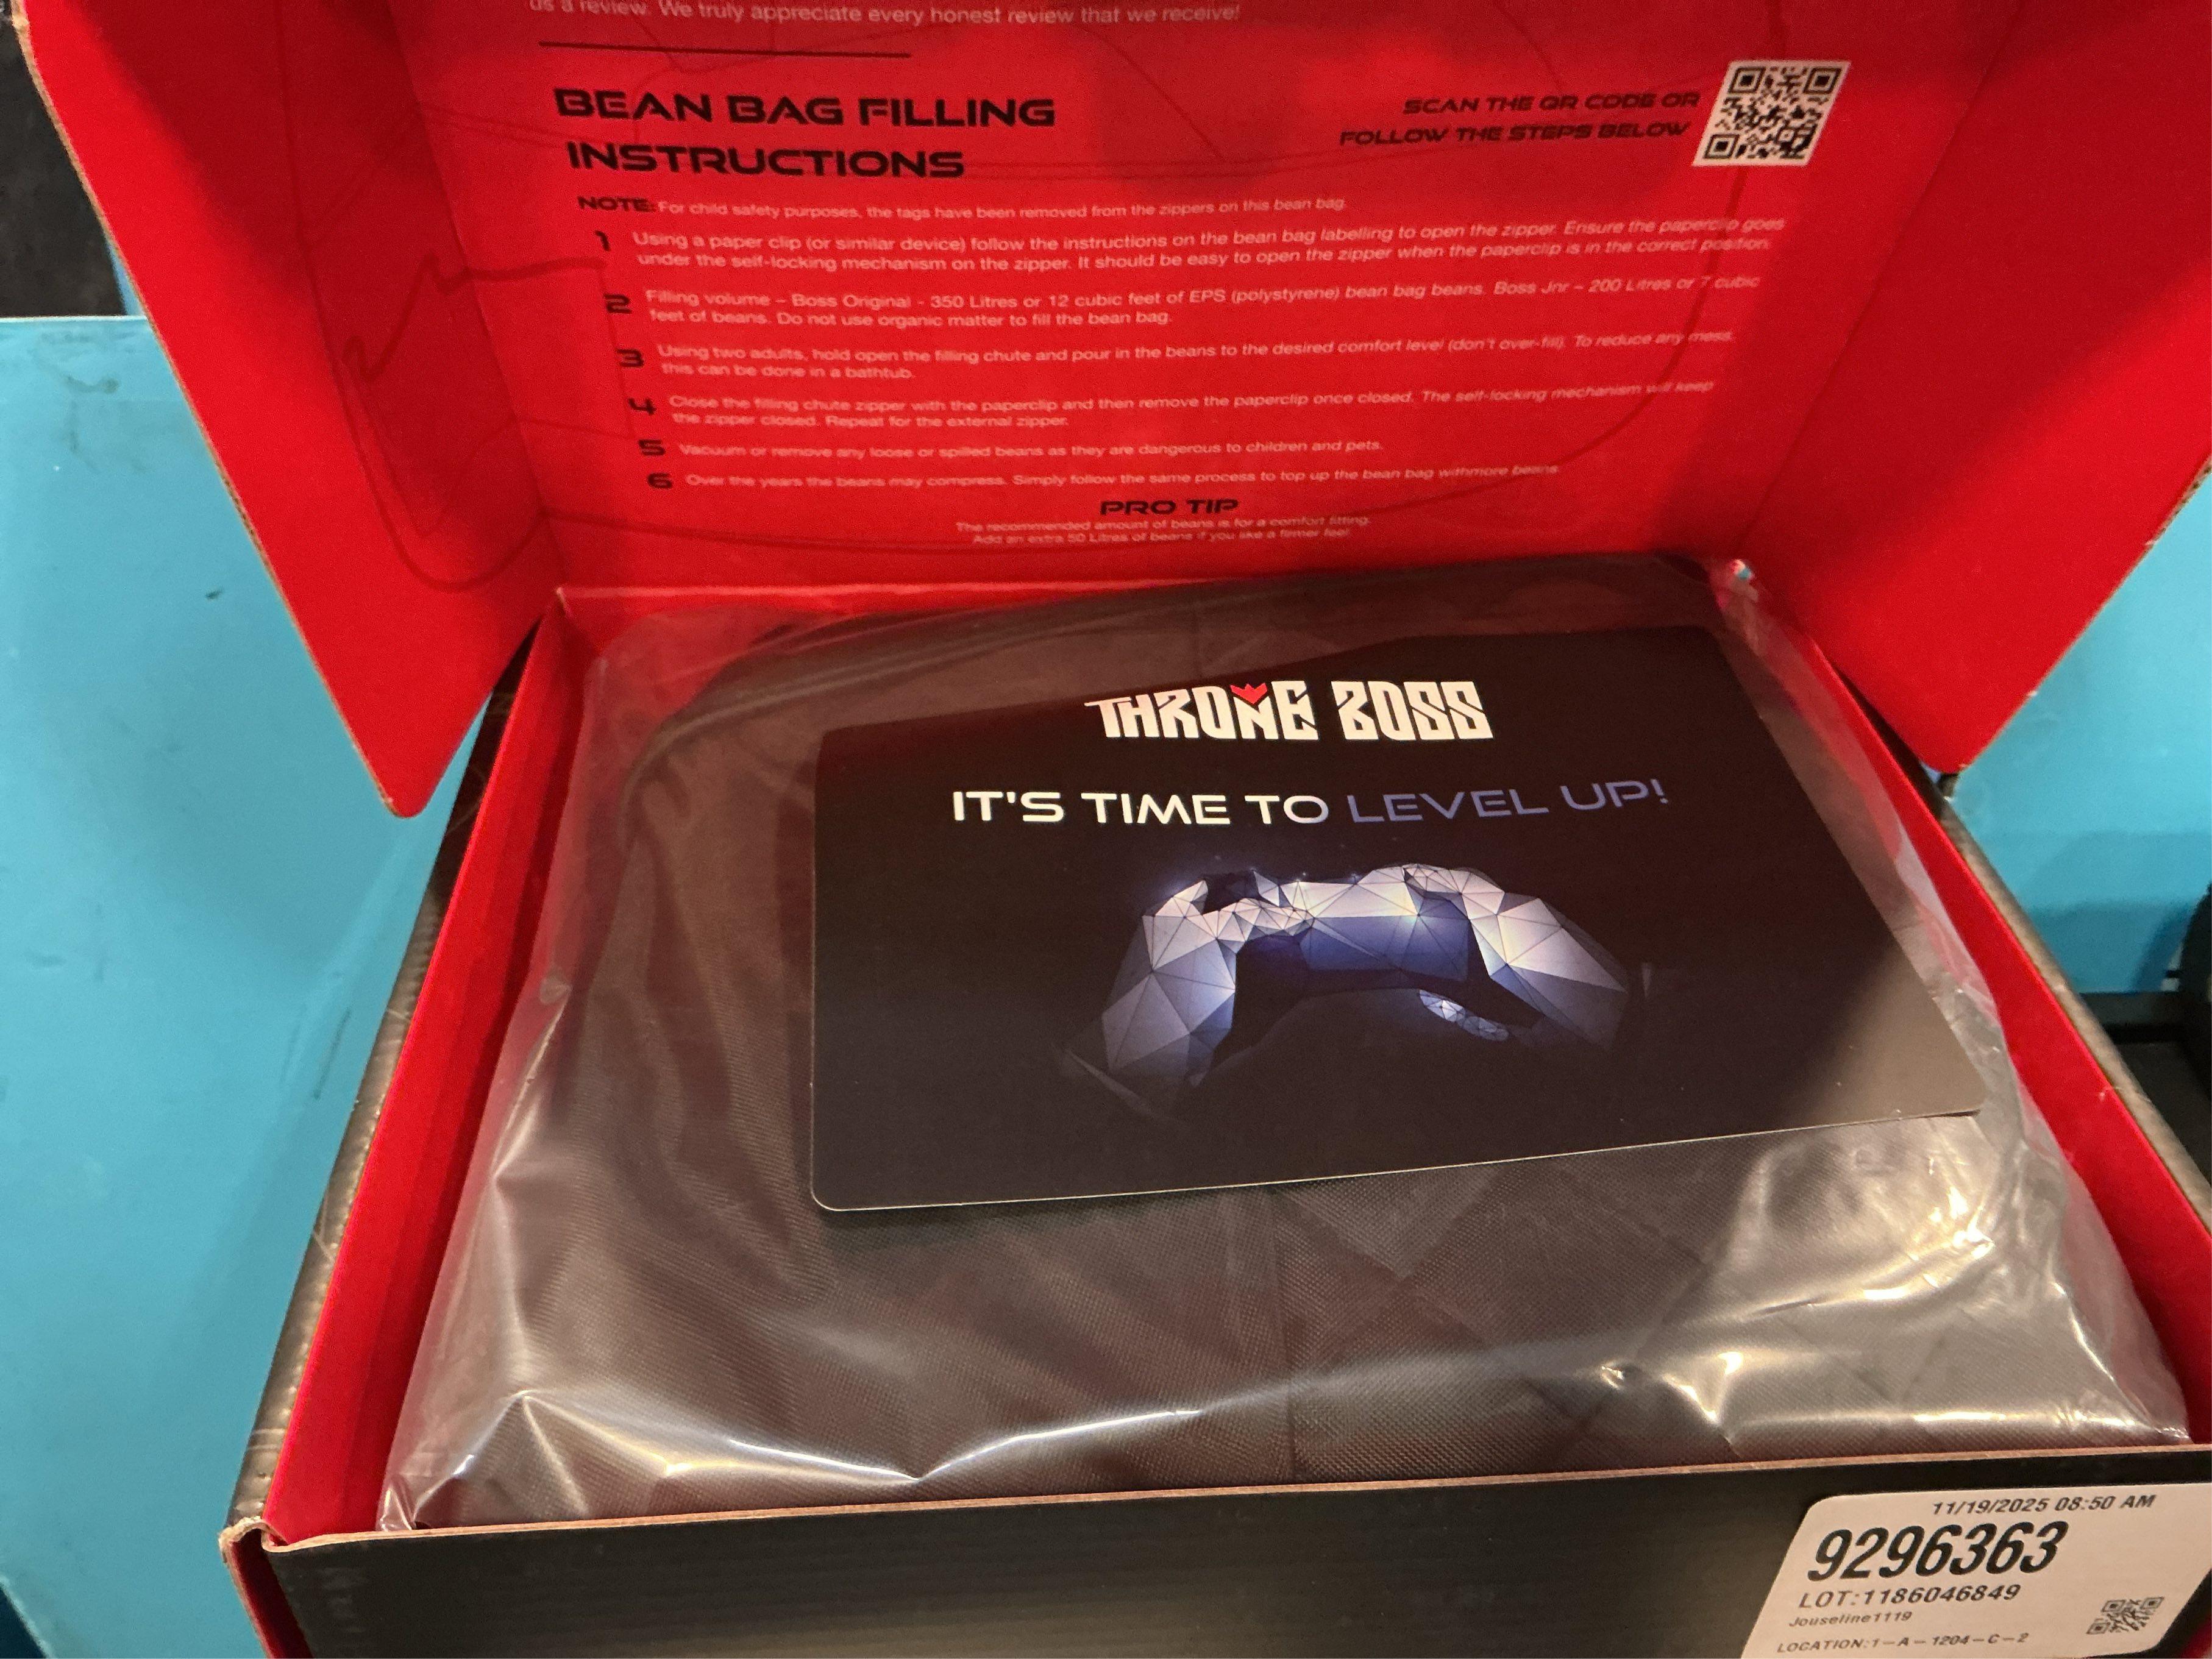 us a review. We truly appreciate every honest review that we receive!
BEAN BAG FILLING
INSTRUCTIONS
SCAN THE QR CODE OR
FOLLOW THE STEPS BELOW
NOTE: For child safety purposes, the tags have been removed from the zippers on this bean bag.
1 Using a paper clip (or similar device) follow the instructions on the bean bag labelling to open the zipper. Ensure the paperclip goes
under the self-locking mechanism on the zipper. It should be easy to open the zipper when the paperclip is in the correct position.
2 Filling volume – Boss Original - 350 Litres or 12 cubic feet of EPS (polystyrene) bean bag beans. Boss Jnr – 200 Litres or 7 cubic
feet of beans. Do not use organic matter to fill the bean bag.
3 Using two adults, hold open the filling chute and pour in the beans to the desired comfort level (don't over-fill). To reduce any mess,
this can be done in a bathtub.
4 Close the filling chute zipper with the paperclip and then remove the paperclip once closed. The self-locking mechanism will keep
the zipper closed. Repeat for the external zipper.
5 Vacuum or remove any loose or spilled beans as they are dangerous to children and pets.
6 Over the years the beans may compress. Simply follow the same process to top up the bean bag withmore beans.
PRO TIP
The recommended amount of beans is for a comfort fitting.
Add an extra 50 Litres of beans if you like a firmer feel
THRONE BOSS
IT'S TIME TO LEVEL UP!
11/19/2025 08:50 AM
9296363
LOT:1186046849
Jouseline1119
LOCATION:1-A-1204-C-2